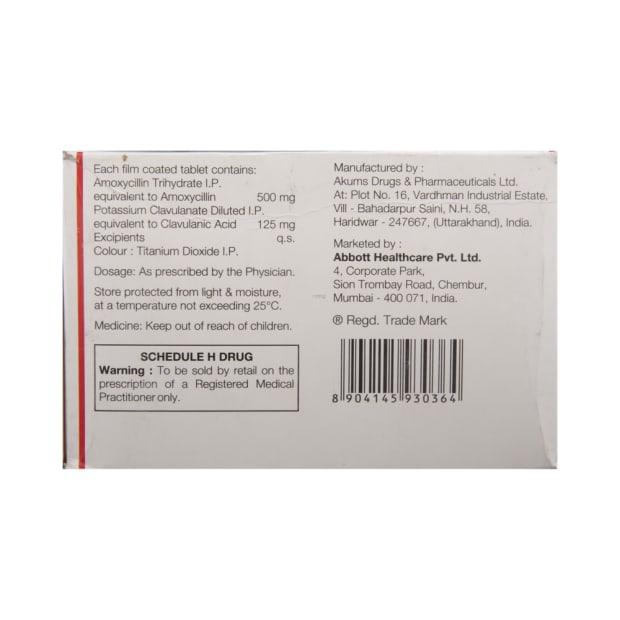 Each film coated tablet contains:
Amoxycillin Trihydrate I.P.
equivalent to Amoxycillin 500 mg
Potassium Clavulanate Diluted I.P.
equivalent to Clavulanic Acid 125 mg
Excipients q.s.
Colour : Titanium Dioxide I.P.
Dosage: As prescribed by the Physician.
Store protected from light & moisture,
at a temperature not exceeding 25°C.
Medicine: Keep out of reach of children.
SCHEDULE H DRUG
Warning : To be sold by retail on the
prescription of a Registered Medical
Practitioner only.
Manufactured by :
Akums Drugs & Pharmaceuticals Ltd.
At: Plot No. 16, Vardhman Industrial Estate,
Vill - Bahadarpur Saini, N.H. 58,
Haridwar - 247667, (Uttarakhand), India.
Marketed by :
Abbott Healthcare Pvt. Ltd.
4, Corporate Park,
Sion Trombay Road, Chembur,
Mumbai - 400 071, India.
® Regd. Trade Mark
8 904145 930364